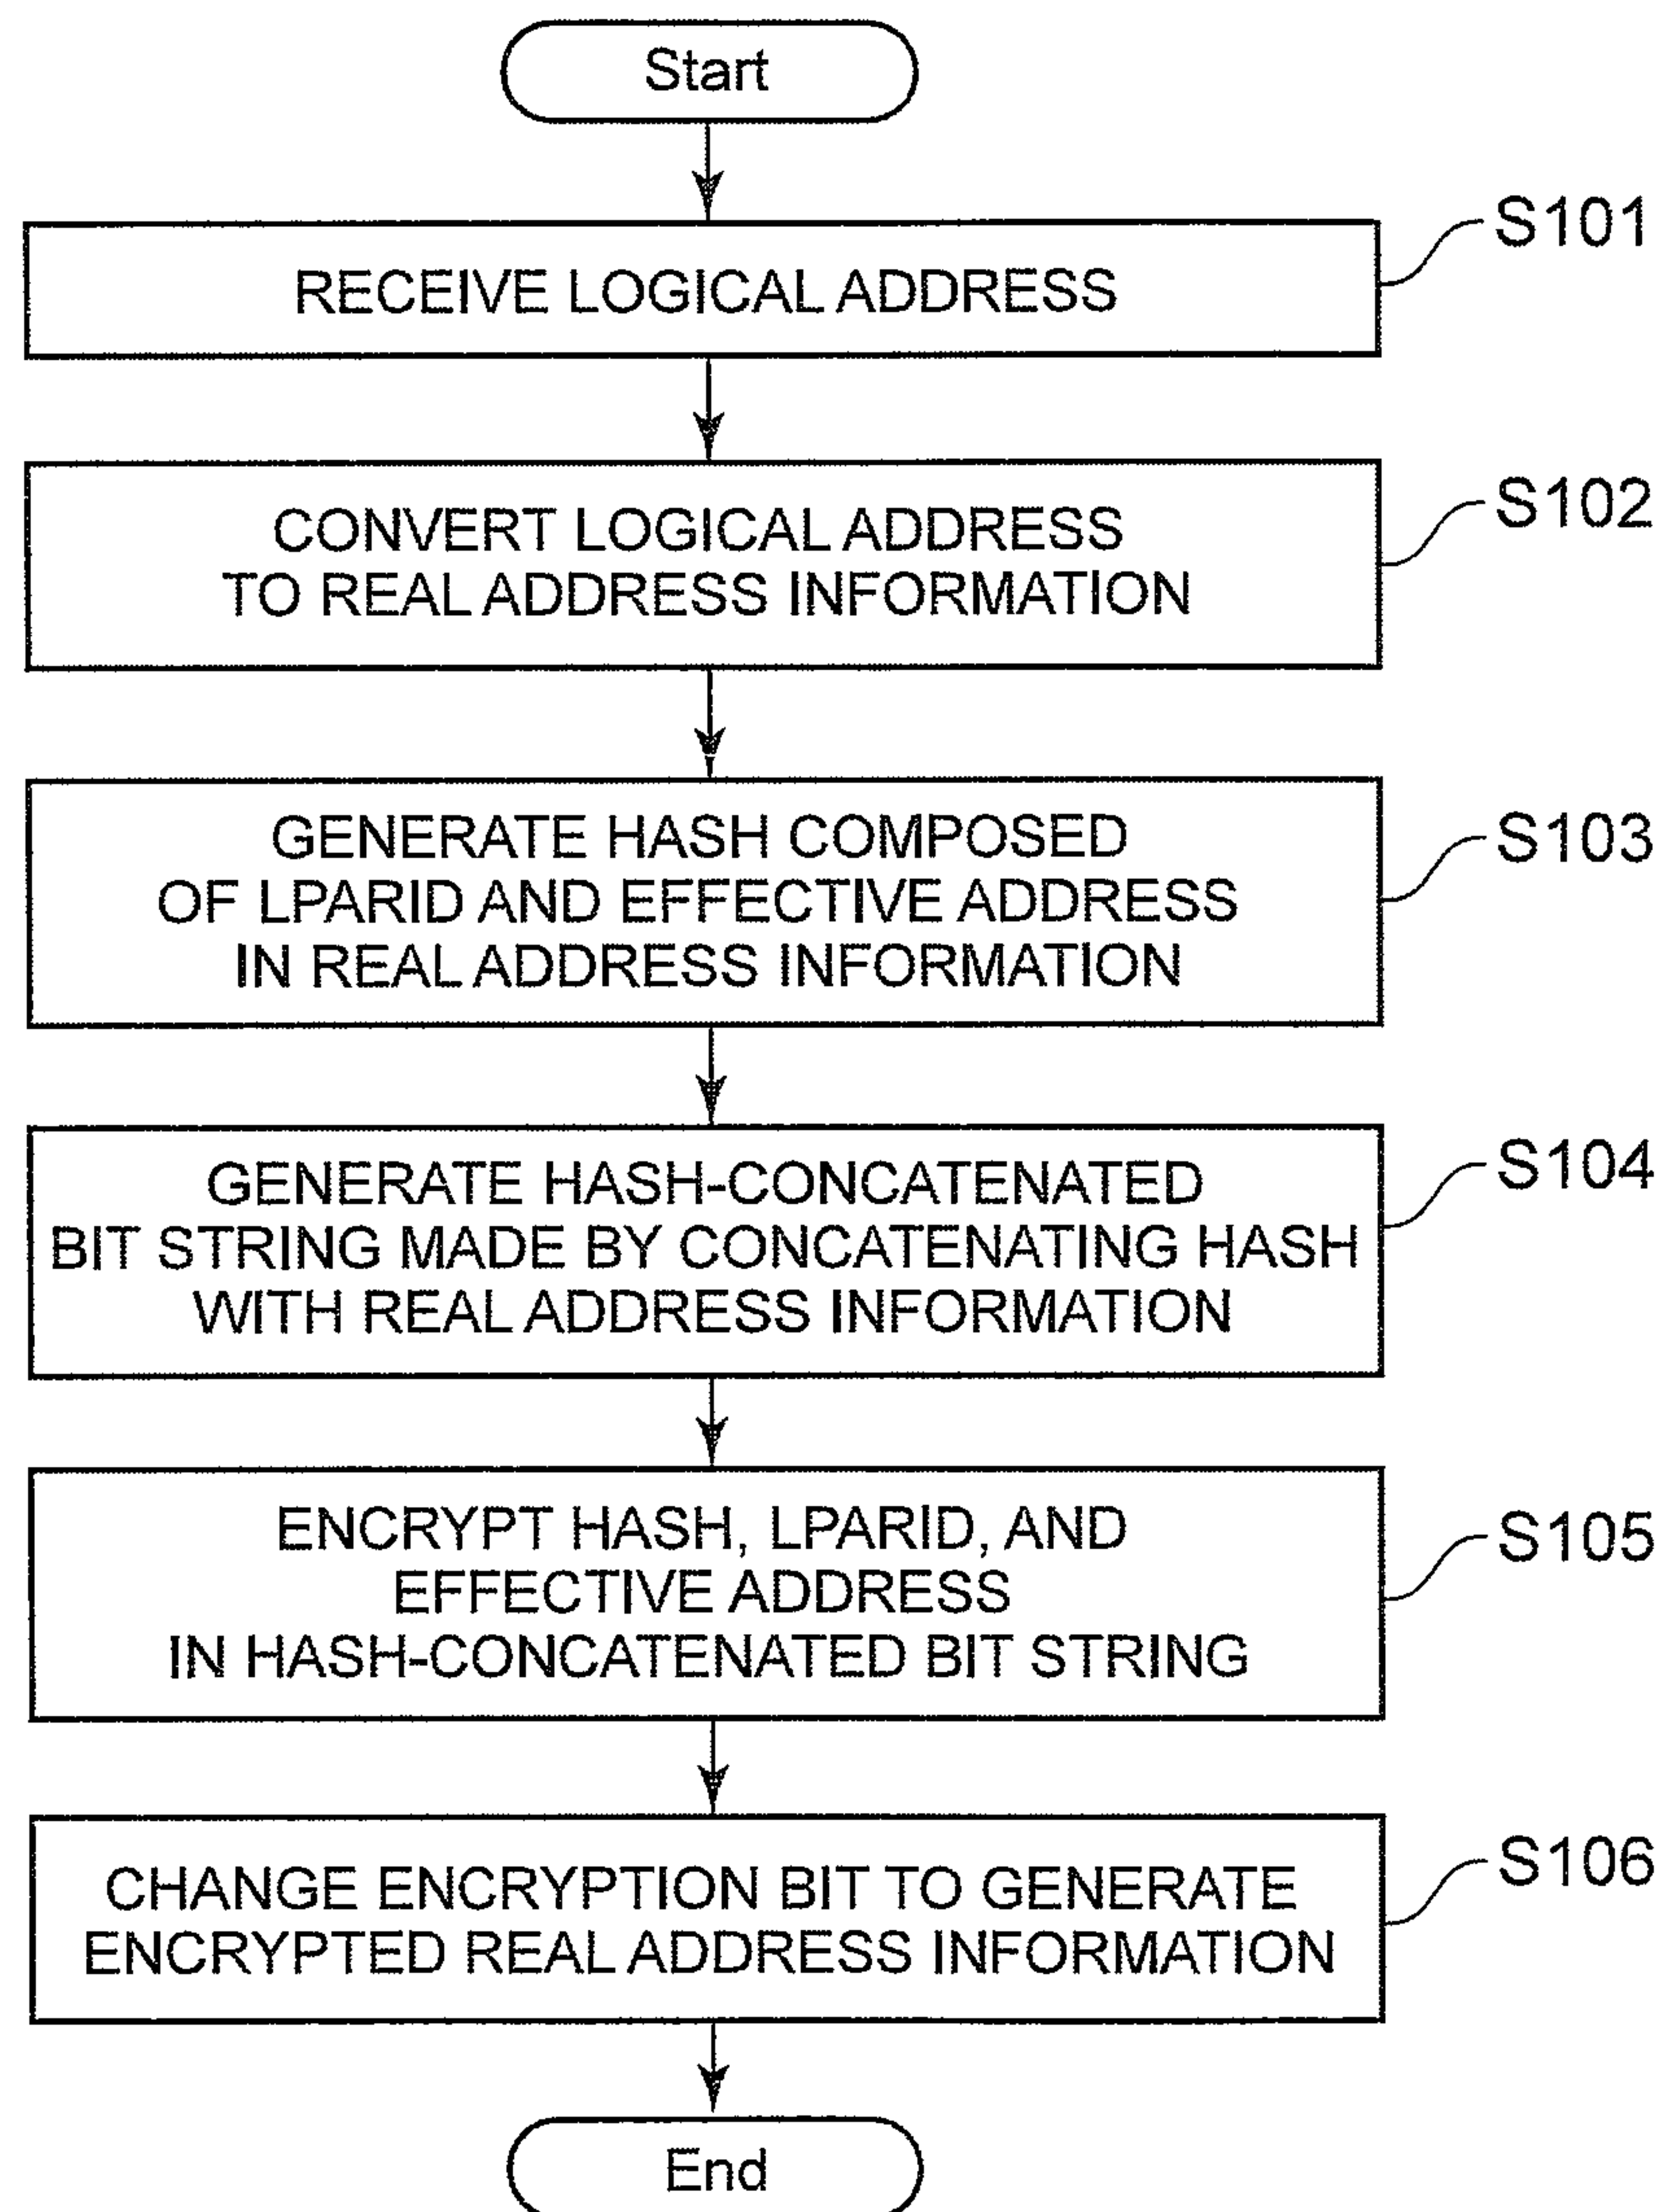 Start
S101
RECEIVE LOGICAL ADDRESS
S102
CONVERT LOGICAL ADDRESS
TO REAL ADDRESS INFORMATION
S103
GENERATE HASH COMPOSED
OF LPARID AND EFFECTIVE ADDRESS
IN REAL ADDRESS INFORMATION
S104
GENERATE HASH-CONCATENATED
BIT STRING MADE BY CONCATENATING HASH
WITH REAL ADDRESS INFORMATION
S105
ENCRYPT HASH, LPARID, AND
EFFECTIVE ADDRESS
IN HASH-CONCATENATED BIT STRING
S106
CHANGE ENCRYPTION BIT TO GENERATE
ENCRYPTED REAL ADDRESS INFORMATION
End